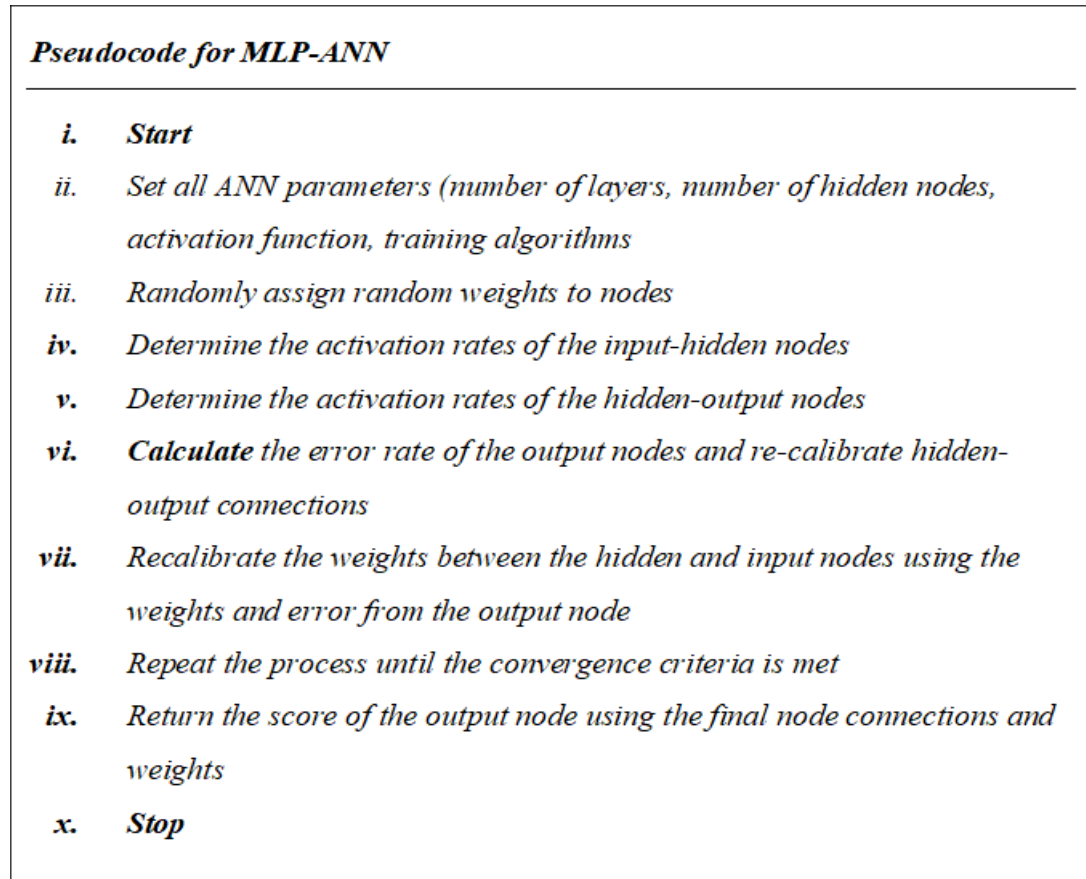 Pseudocode for MLP-ANN
i. Start
ii. Set all ANN parameters (number of layers, number of hidden nodes,
activation function, training algorithms
iii. Randomly assign random weights to nodes
iv. Determine the activation rates of the input-hidden nodes
v. Determine the activation rates of the hidden-output nodes
vi. Calculate the error rate of the output nodes and re-calibrate hidden-
output connections
vii. Recalibrate the weights between the hidden and input nodes using the
weights and error from the output node
viii. Repeat the process until the convergence criteria is met
ix. Return the score of the output node using the final node connections and
weights
x. Stop